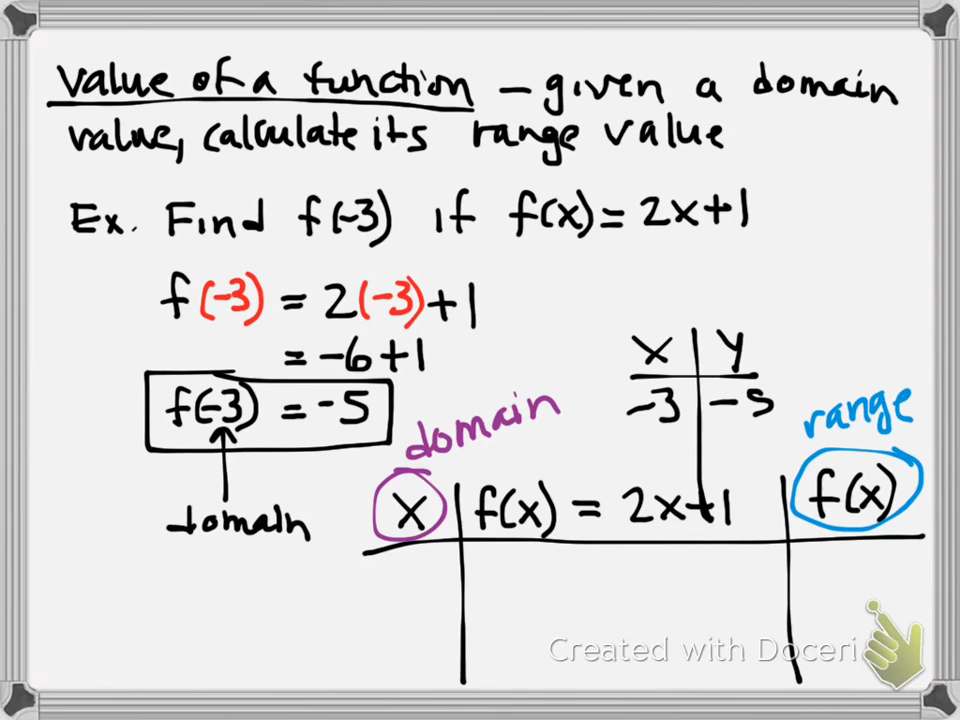 value of a function – given a domain
value, calculate its range value
Ex. Find f(-3) if f(x) = 2x+1
f(-3) = 2(-3)+1
= -6+1
f(-3) = -5
domain
x y
-3 -5
domain
range
x f(x) = 2x+1 f(x)
Created with Doceri